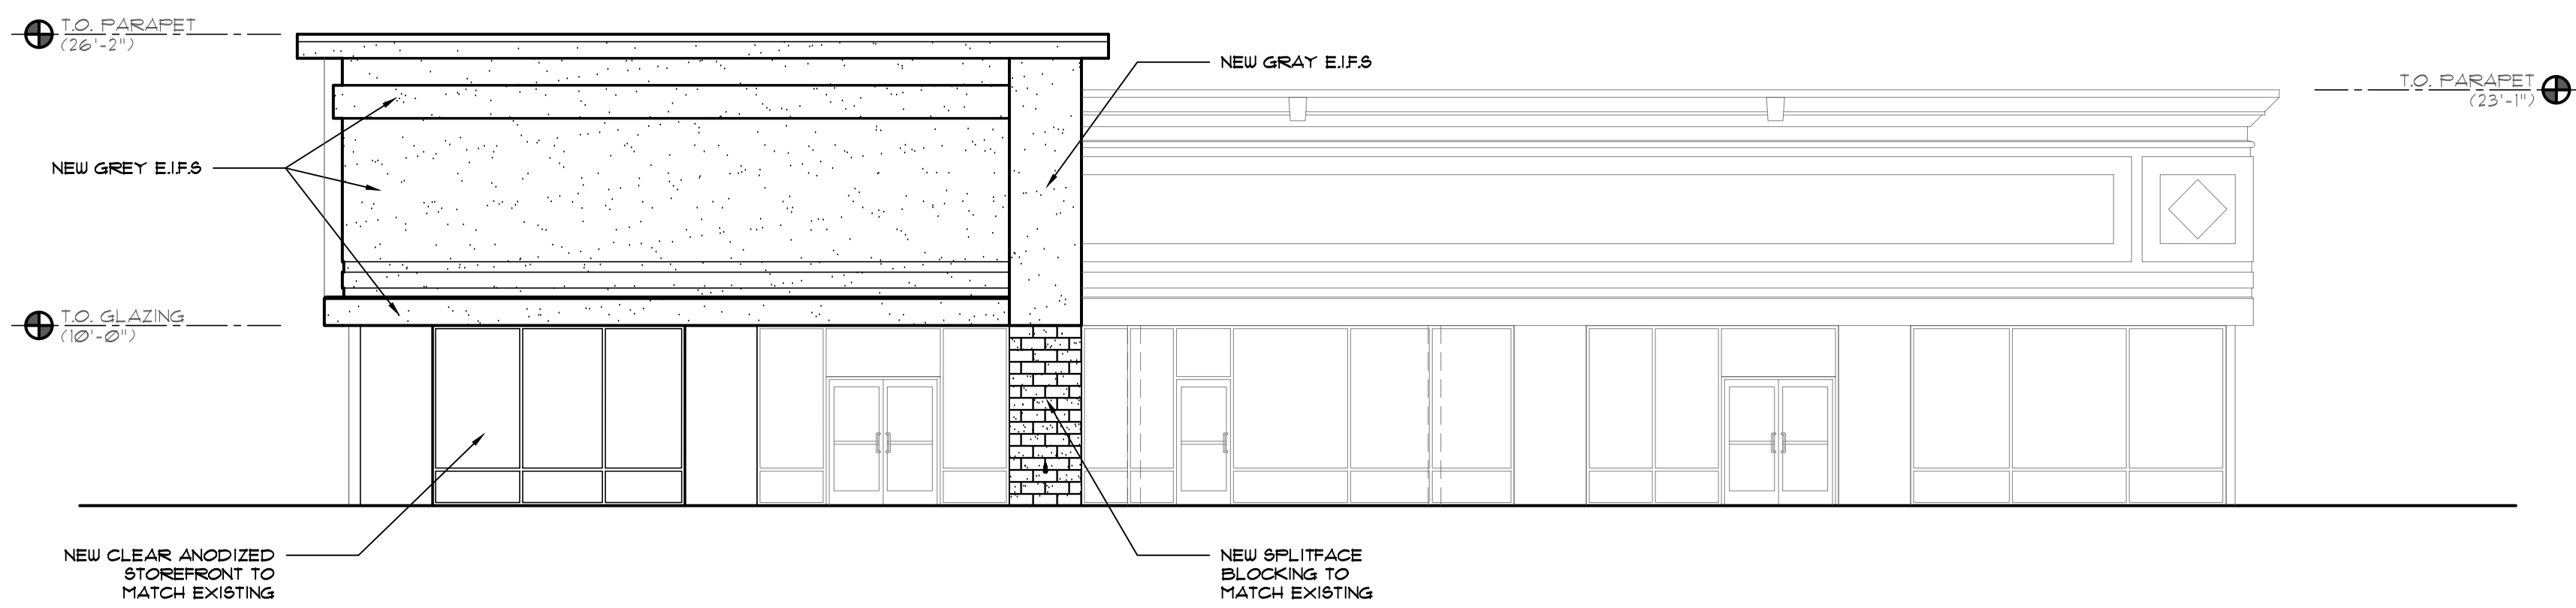 T.O. PARAPET
(26'-2")
NEW GRAY E.I.F.S
T.O. PARAPET
(23'-1")
NEW GREY E.I.F.S
T.O. GLAZING
(10'-0")
NEW CLEAR ANODIZED
STOREFRONT TO
MATCH EXISTING
NEW SPLITFACE
BLOCKING TO
MATCH EXISTING